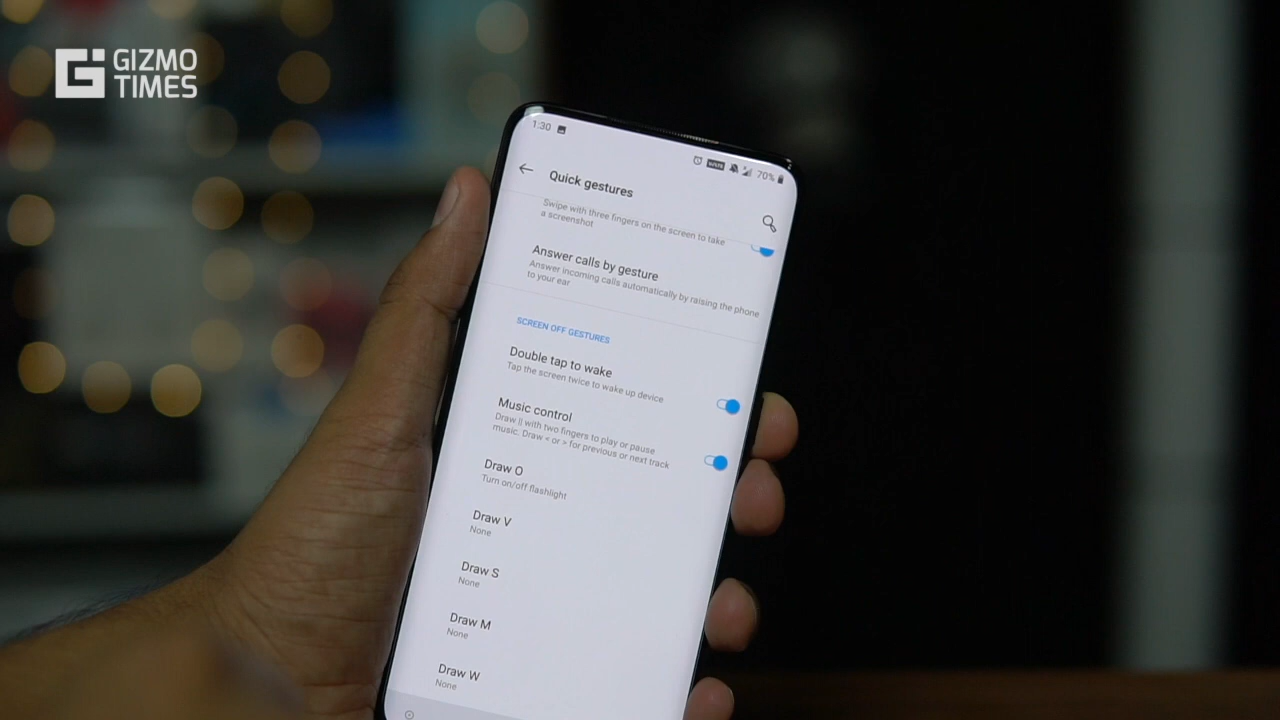 GIZMO
TIMES
1:30
VoLTE
70%
Quick gestures
Swipe with three fingers on the screen to take
a screenshot
Answer calls by gesture
Answer incoming calls automatically by raising the phone
to your ear
SCREEN OFF GESTURES
Double tap to wake
Tap the screen twice to wake up device
Music control
Draw || with two fingers to play or pause
music. Draw < or > for previous or next track
Draw O
Turn on/off flashlight
Draw V
None
Draw S
None
Draw M
None
Draw W
None